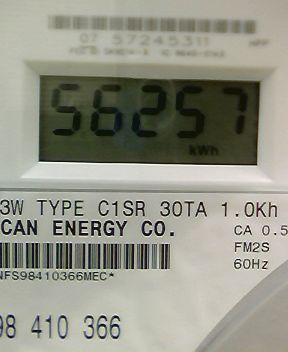 07 57245311
56257
kWh
3W TYPE C1SR 30TA 1.0Kh
CAN ENERGY CO.
CA 0.5
FM2S
60Hz
NFS98410366MEC*
98 410 366